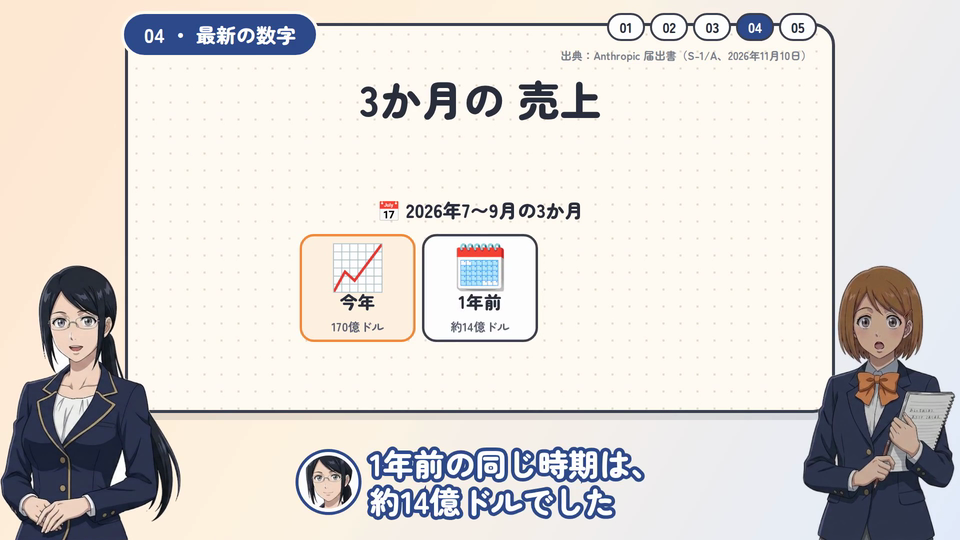 04 ・ 最新の数字
01 02 03 04 05
出典：Anthropic 届出書（S-1/A、2026年11月10日）
3か月の 売上
July 17
2026年7〜9月の3か月
今年
170億ドル
1年前
約14億ドル
1年前の同じ時期は、
約14億ドルでした